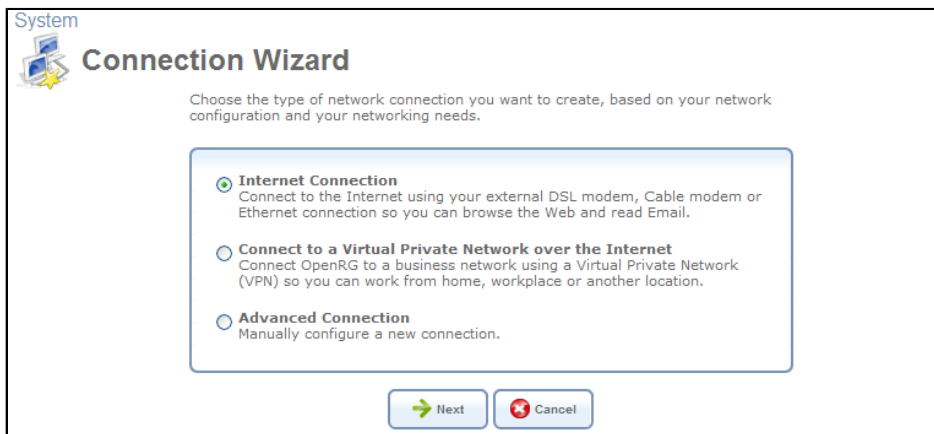 System
Connection Wizard
Choose the type of network connection you want to create, based on your network
configuration and your networking needs.
Internet Connection
Connect to the Internet using your external DSL modem, Cable modem or
Ethernet connection so you can browse the Web and read Email.
Connect to a Virtual Private Network over the Internet
Connect OpenRG to a business network using a Virtual Private Network
(VPN) so you can work from home, workplace or another location.
Advanced Connection
Manually configure a new connection.
Next
Cancel